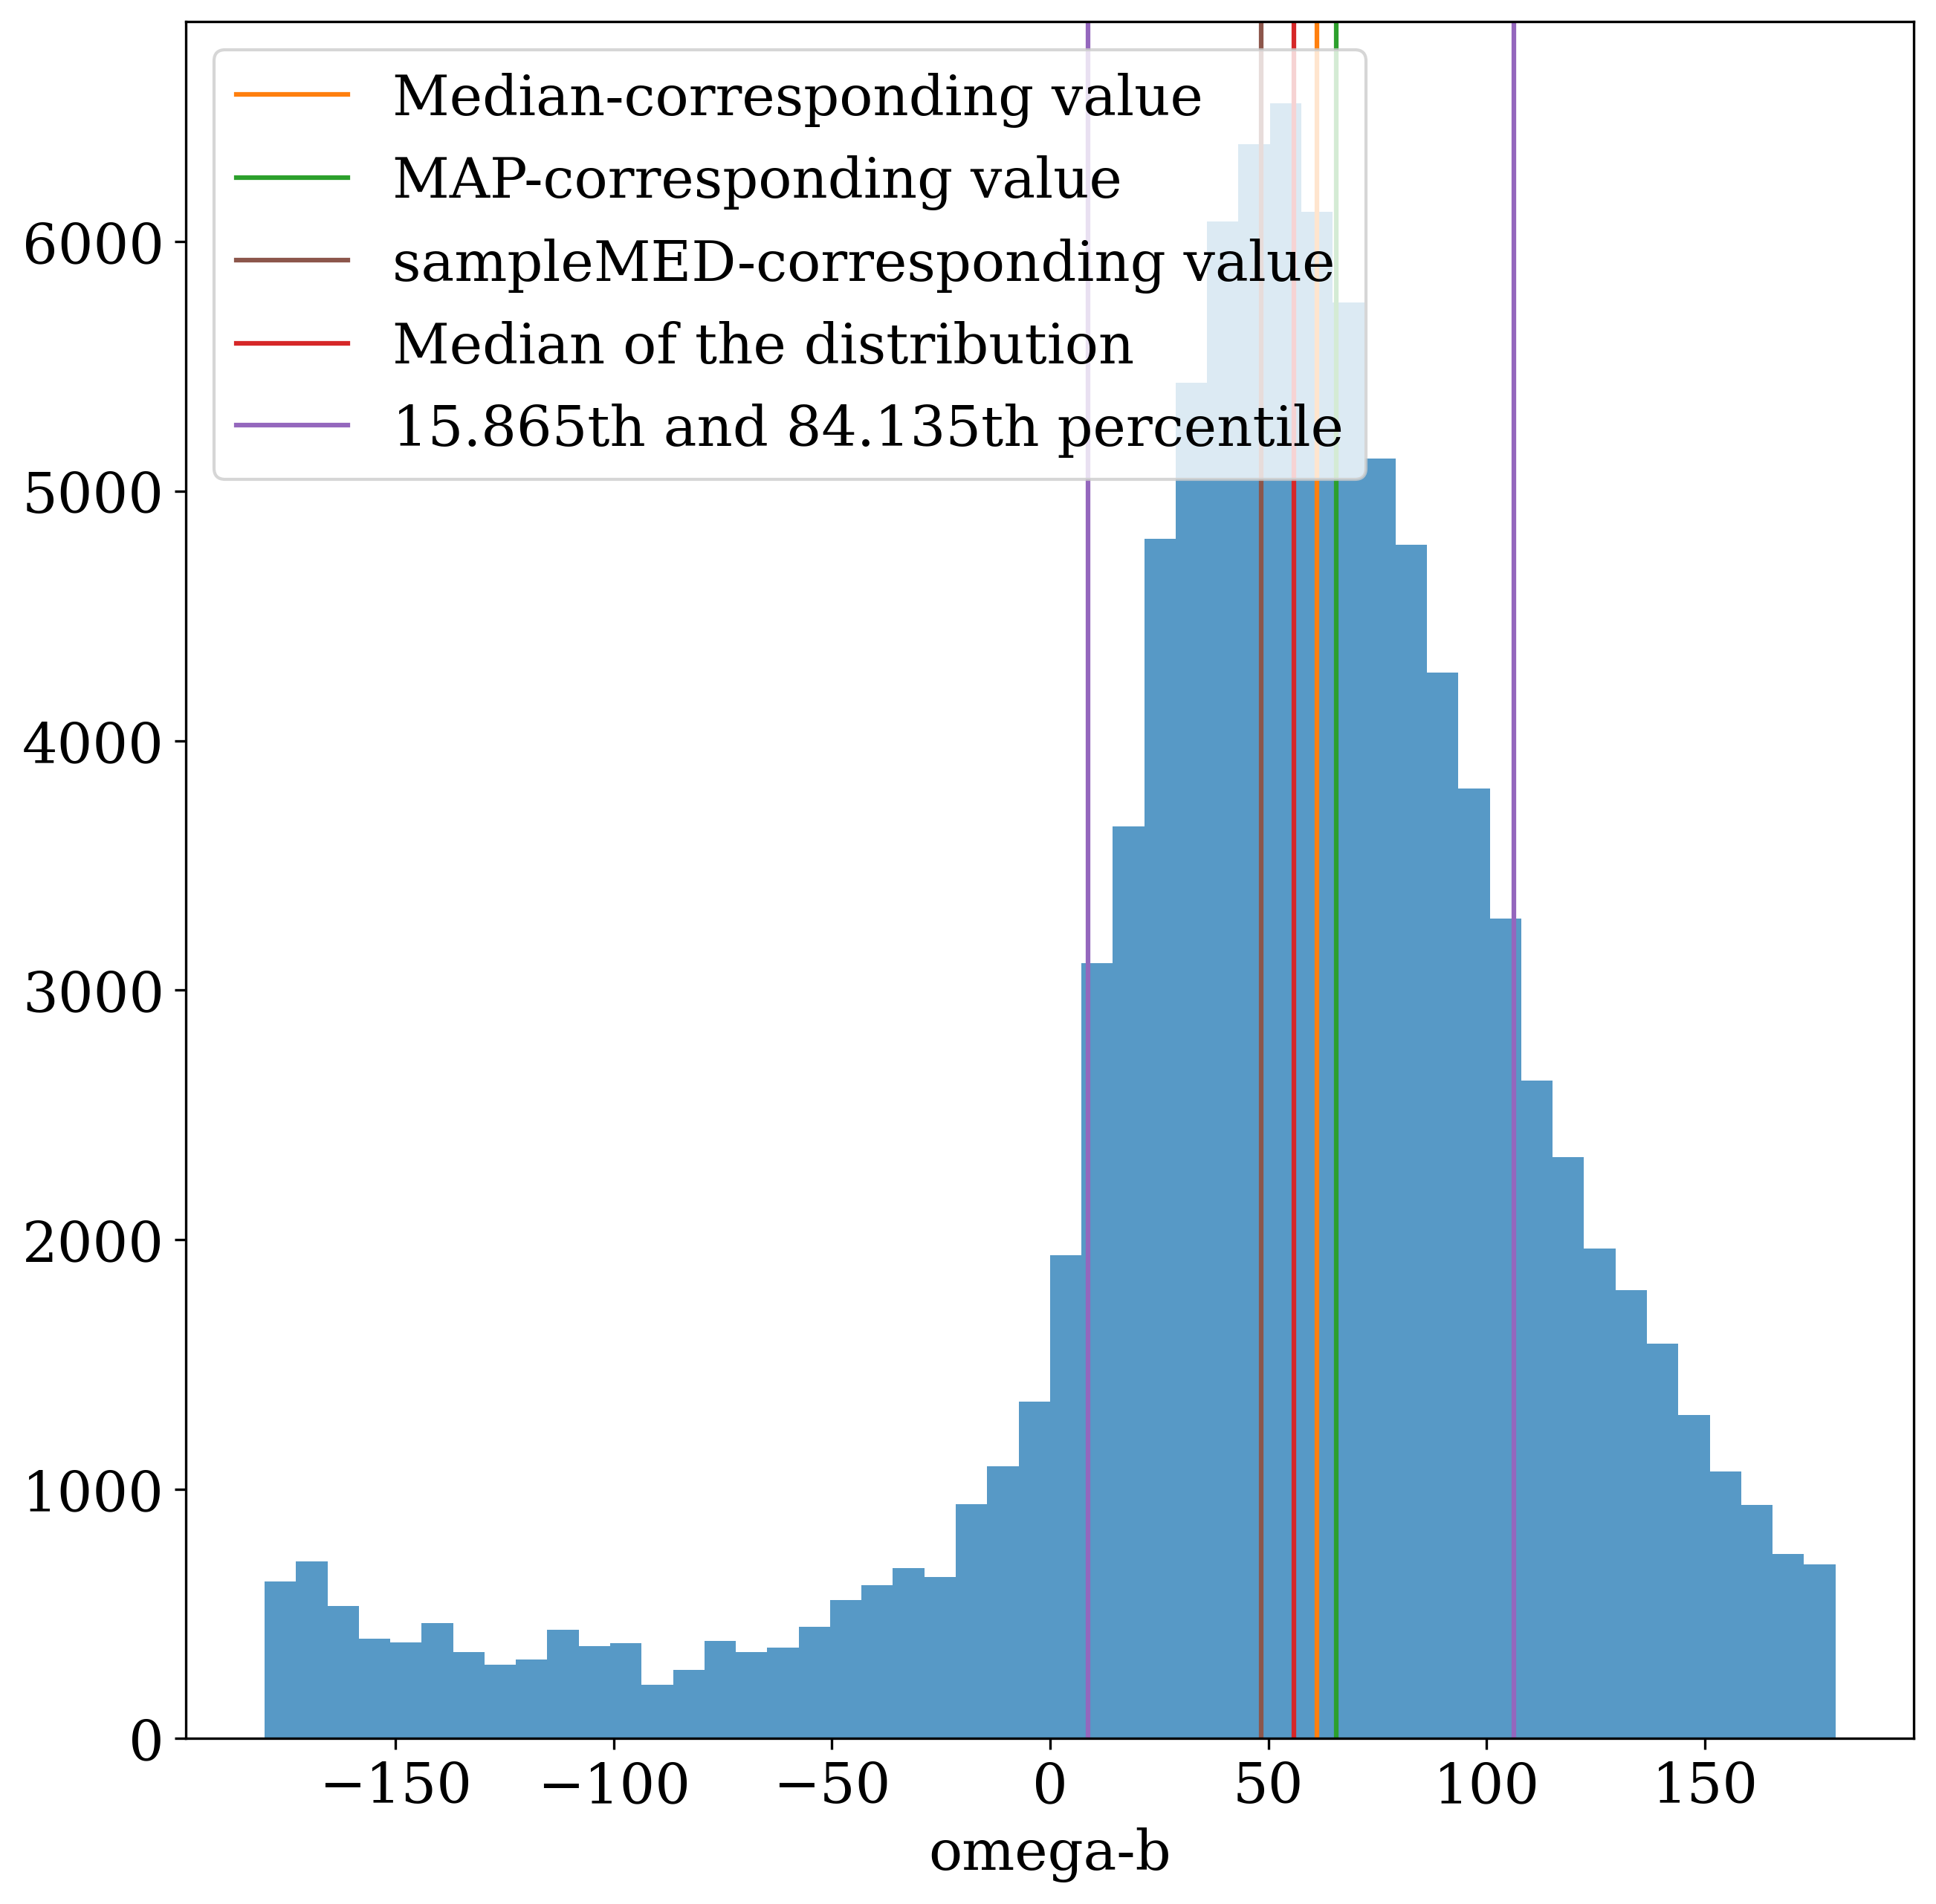 Median-corresponding value
MAP-corresponding value
sampleMED-corresponding value
Median of the distribution
15.865th and 84.135th percentile
6000
5000
4000
3000
2000
1000
0
−150 −100 −50 0 50 100 150
omega-b